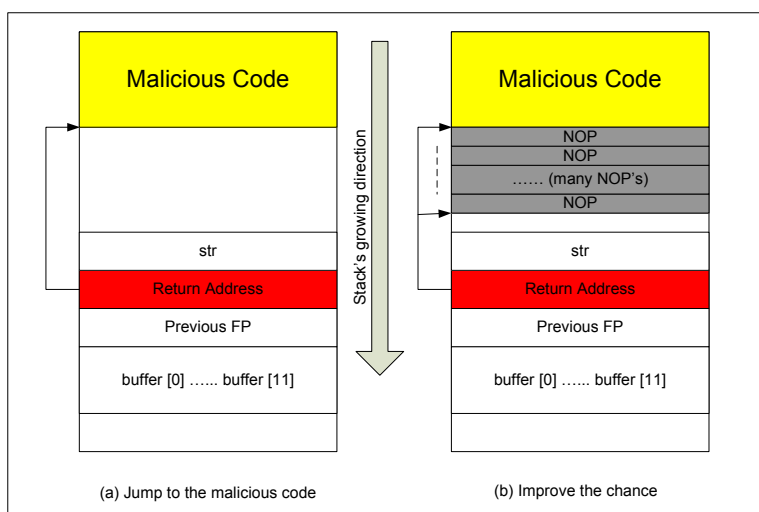 Malicious Code
str
Return Address
Previous FP
buffer [0] …... buffer [11]
(a) Jump to the malicious code
Stack's growing direction
Malicious Code
NOP
NOP
…... (many NOP's)
NOP
str
Return Address
Previous FP
buffer [0] …... buffer [11]
(b) Improve the chance